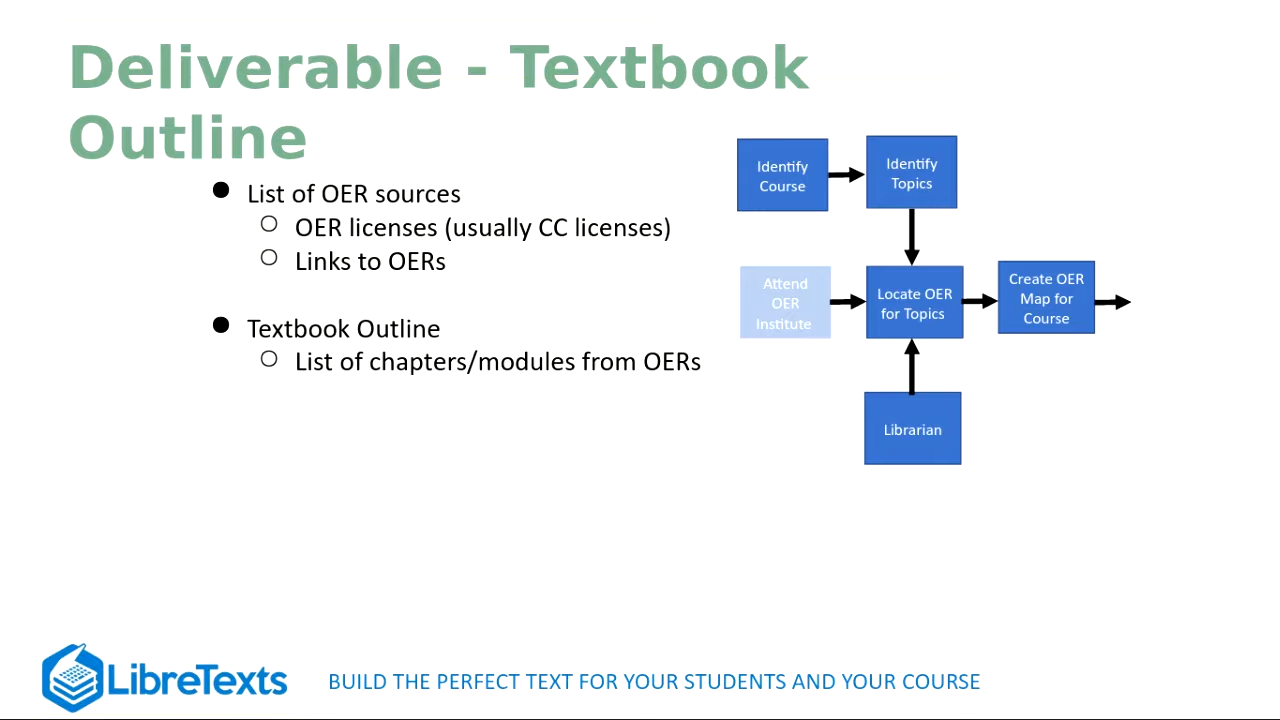 Deliverable - Textbook
Outline
List of OER sources
OER licenses (usually CC licenses)
Links to OERs
Textbook Outline
List of chapters/modules from OERs
Identify
Course
Identify
Topics
Attend
OER
Institute
Locate OER
for Topics
Create OER
Map for
Course
Librarian
LibreTexts
BUILD THE PERFECT TEXT FOR YOUR STUDENTS AND YOUR COURSE